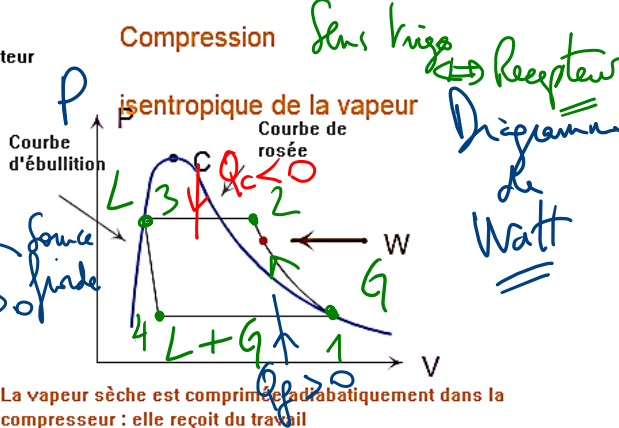 Compression
Sens trigo
teur
⇔ Recepteur
P
P
isentropique de la vapeur
Diagramme
Courbe de
rosée
Courbe
d'ébullition
C
Qc < 0
de
L
3
2
Watt
Source
froide
W
G
>0
4
L + G
1
V
Qf > 0
La vapeur sèche est comprimée adiabatiquement dans la
compresseur : elle reçoit du travail